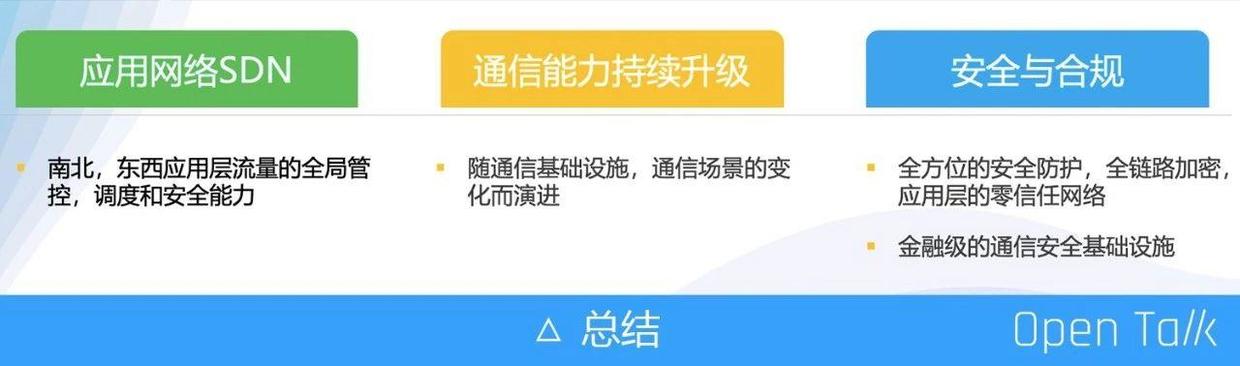 应用网络SDN
南北，东西应用层流量的全局管
控，调度和安全能力
通信能力持续升级
随通信基础设施，通信场景的变
化而演进
安全与合规
全方位的安全防护，全链路加密，
应用层的零信任网络
金融级的通信安全基础设施
总结
Open Talk